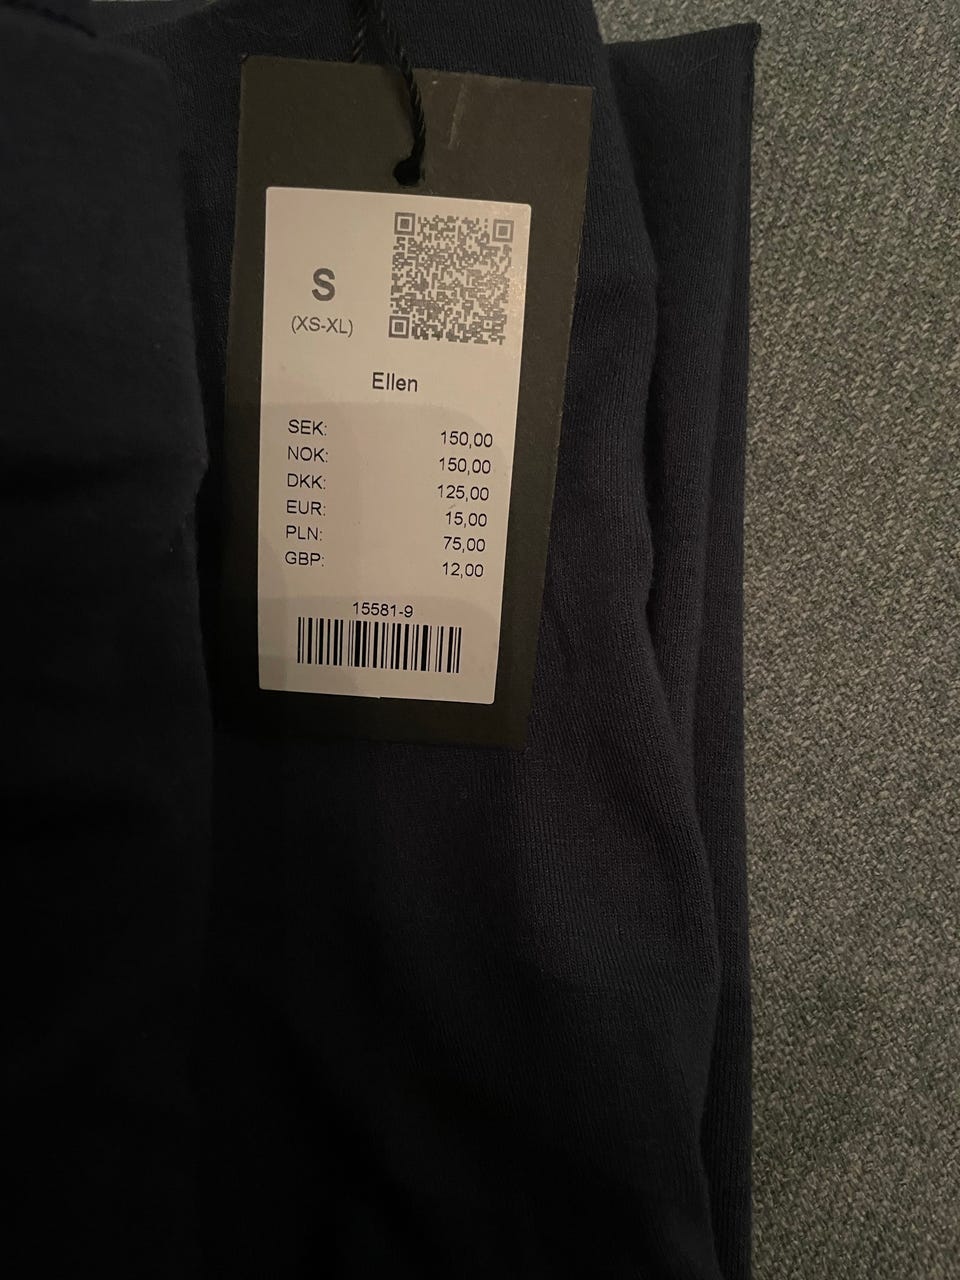 S
(XS-XL)
Ellen
SEK: 150,00
NOK: 150,00
DKK: 125,00
EUR: 15,00
PLN: 75,00
GBP: 12,00
15581-9